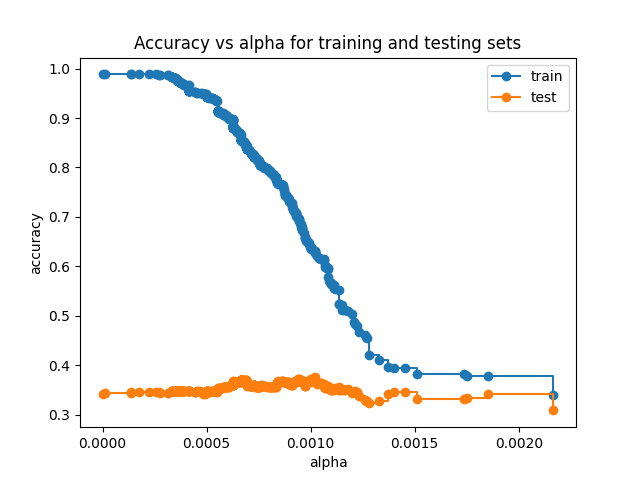 Accuracy vs alpha for training and testing sets
train
test
accuracy
1.0
0.9
0.8
0.7
0.6
0.5
0.4
0.3
0.0000 0.0005 0.0010 0.0015 0.0020
alpha